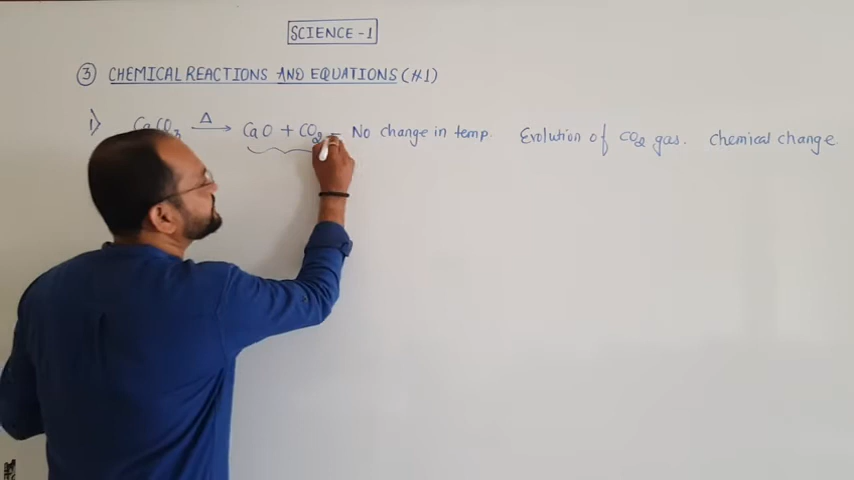 SCIENCE-1
③ CHEMICAL REACTIONS AND EQUATIONS (#1)
1) CaCO₃ Δ→ CaO + CO₂ - No change in temp. Evolution of CO₂ gas. Chemical change